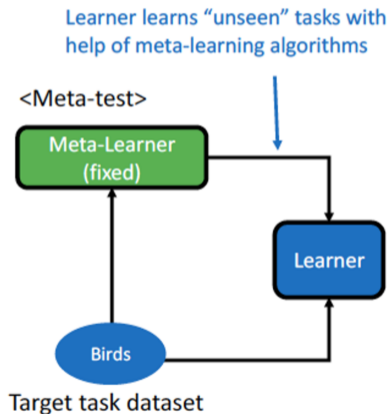 Learner learns “unseen” tasks with
help of meta-learning algorithms
<Meta-test>
Meta-Learner
(fixed)
Learner
Birds
Target task dataset